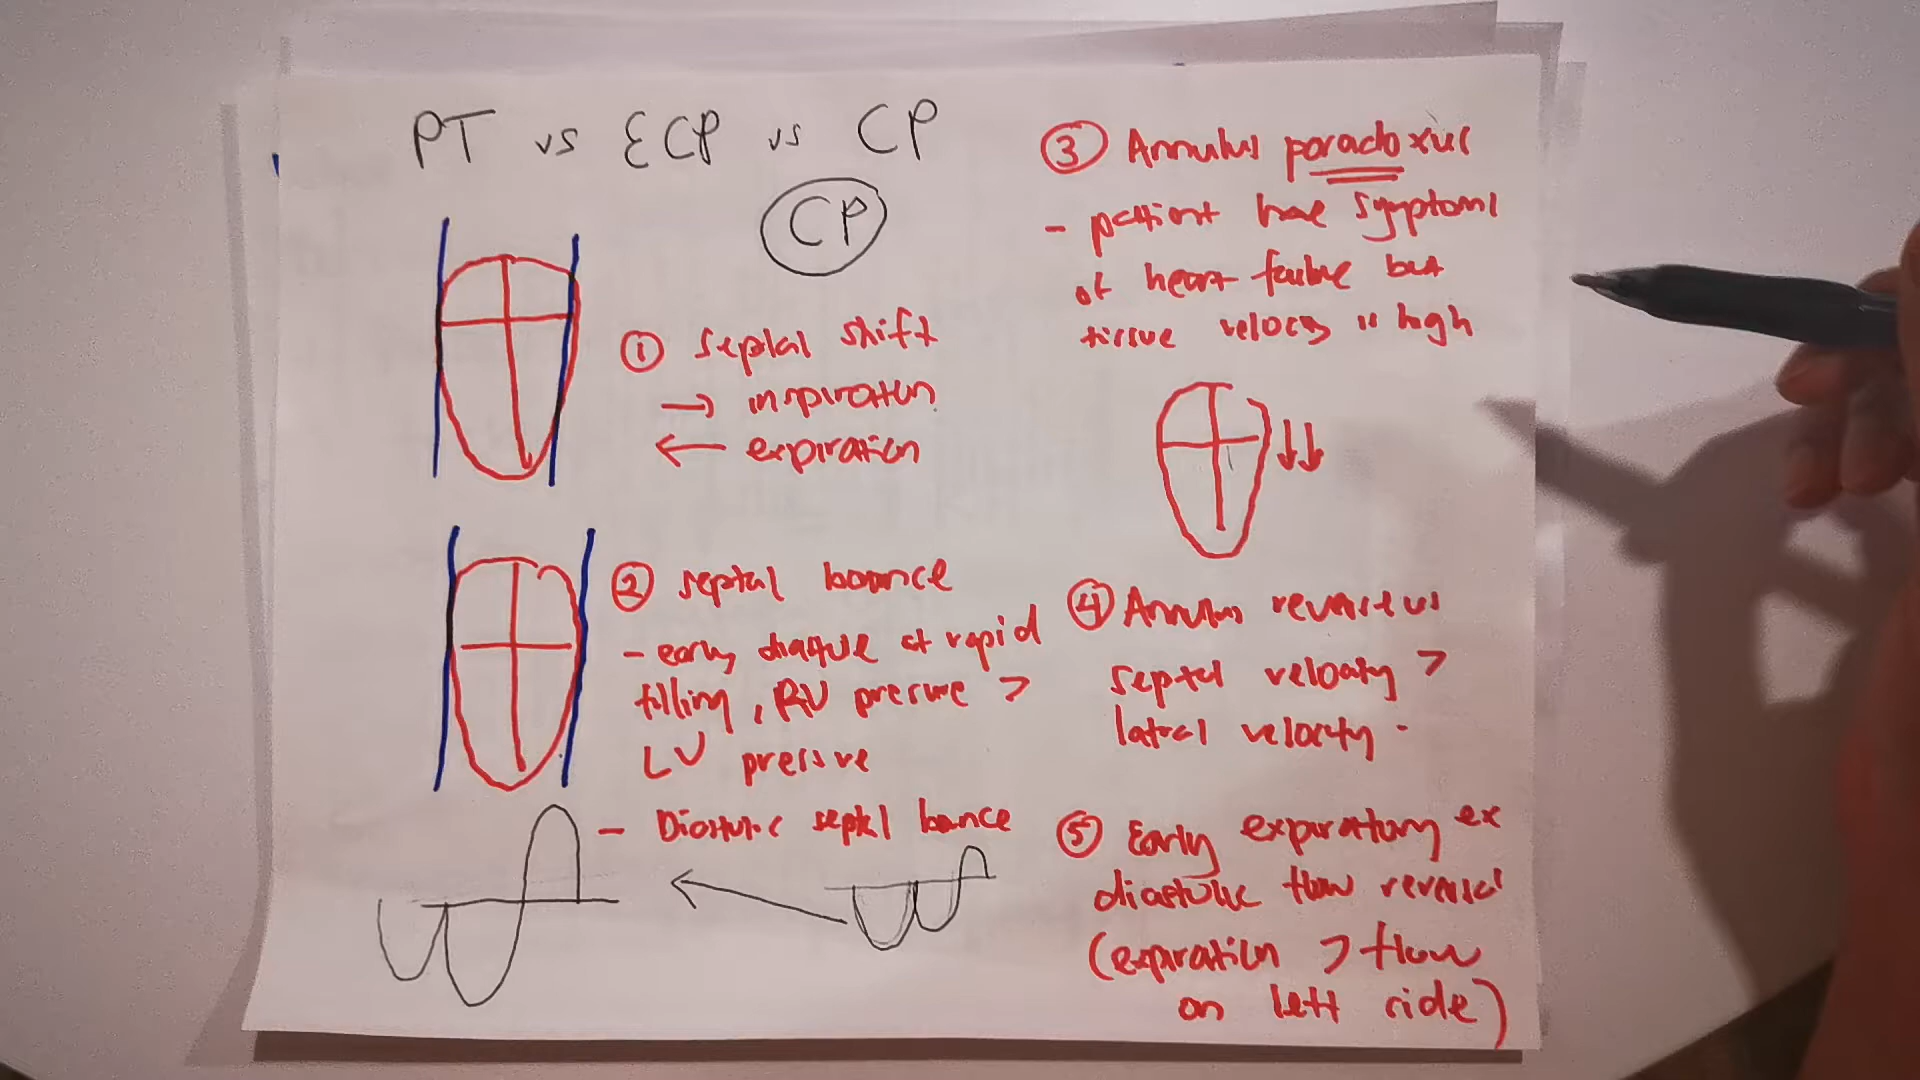 PT vs ECP vs CP
CP
① septal shift
→ inspiration
← expiration
② septal bounce
- early diastole at rapid
filling, RV pressure >
LV pressure
- Diastolic septal bounce
③ Annulus paradoxus
- patient have symptoms
of heart failure but
tissue velocity is high
④ Annulus reversus
septal velocity >
lateral velocity
⑤ Early expiratory ex
diastolic flow reversal
(expiration > flow
on left side)